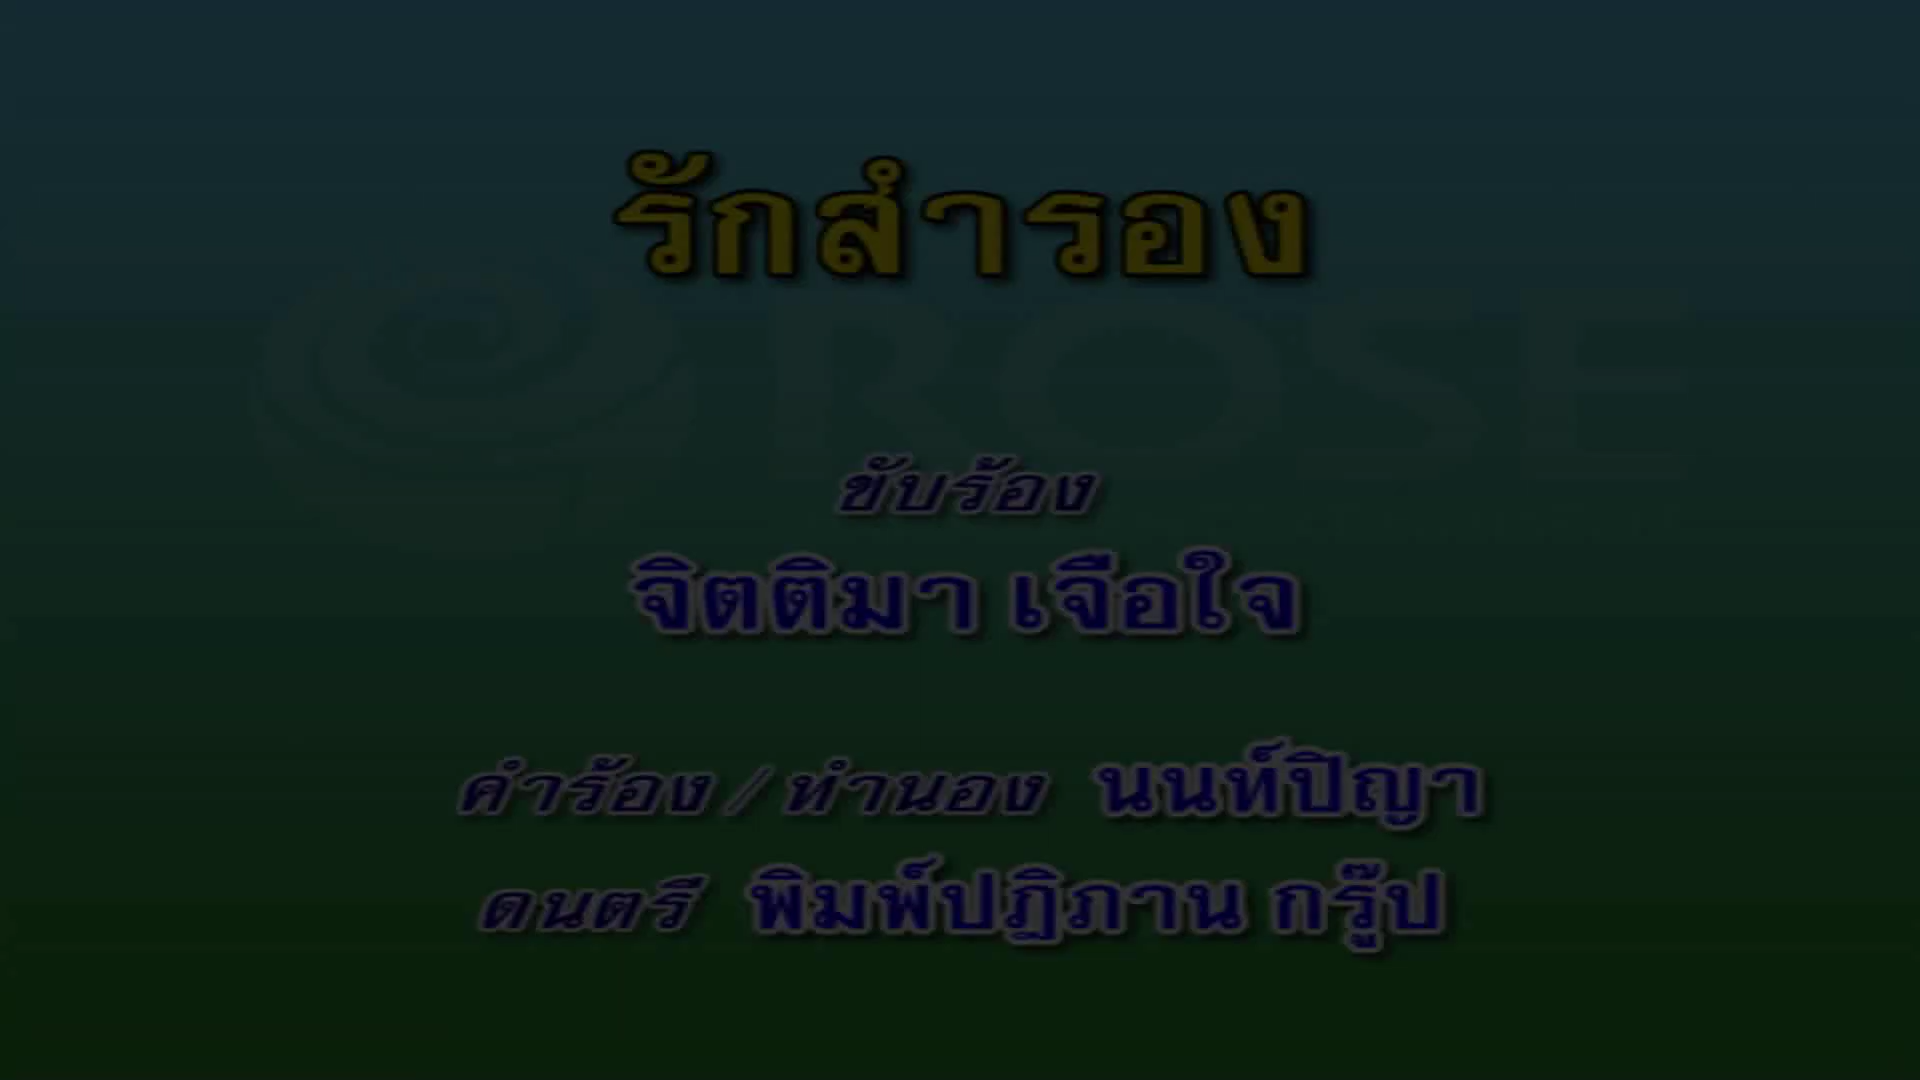 รักสำรอง
ROSE
ขับร้อง
จิตติมา เจือใจ
คำร้อง / ทำนอง นนท์ปิญา
ดนตรี พิมพ์ปฏิภาน กรุ๊ป